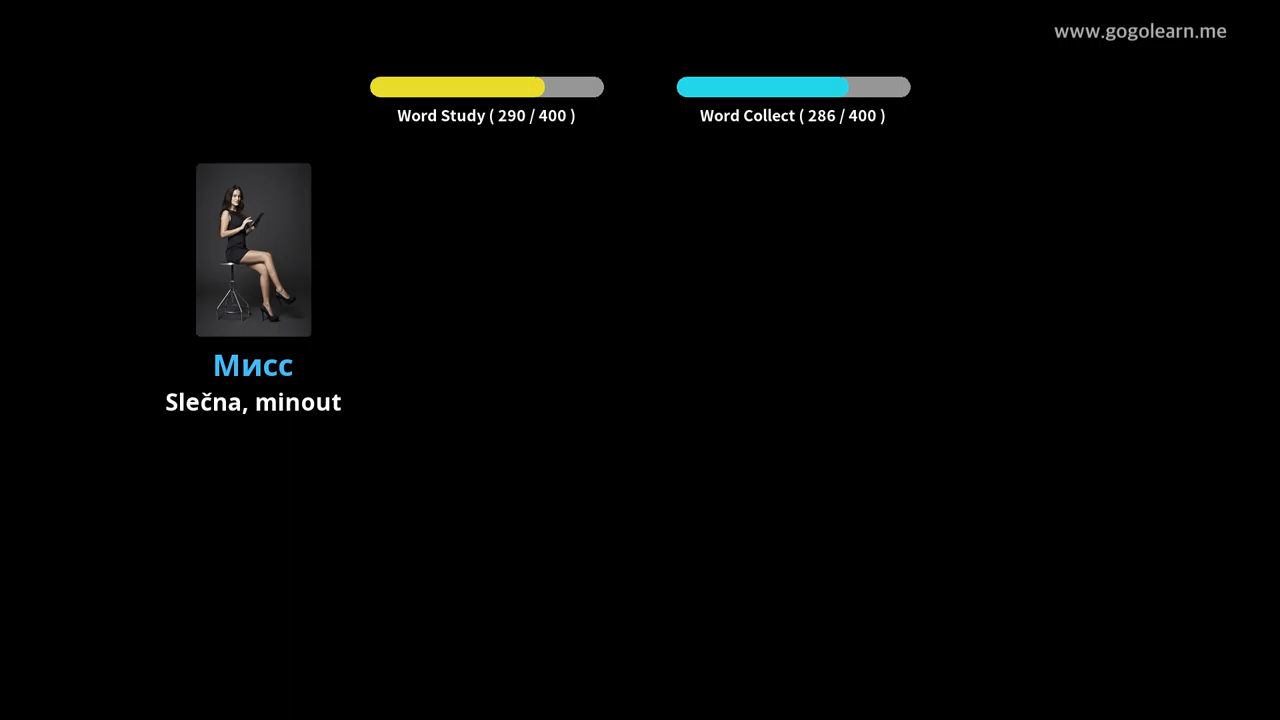 www.gogolearn.me
Word Study ( 290 / 400 )
Word Collect ( 286 / 400 )
Мисс
Slečna, minout